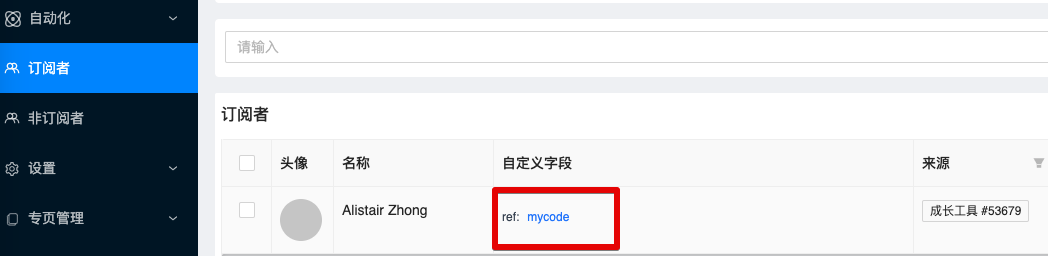 自动化
订阅者
非订阅者
设置
专页管理
请输入
订阅者
头像 名称 自定义字段 来源
Alistair Zhong ref: mycode 成长工具 #53679